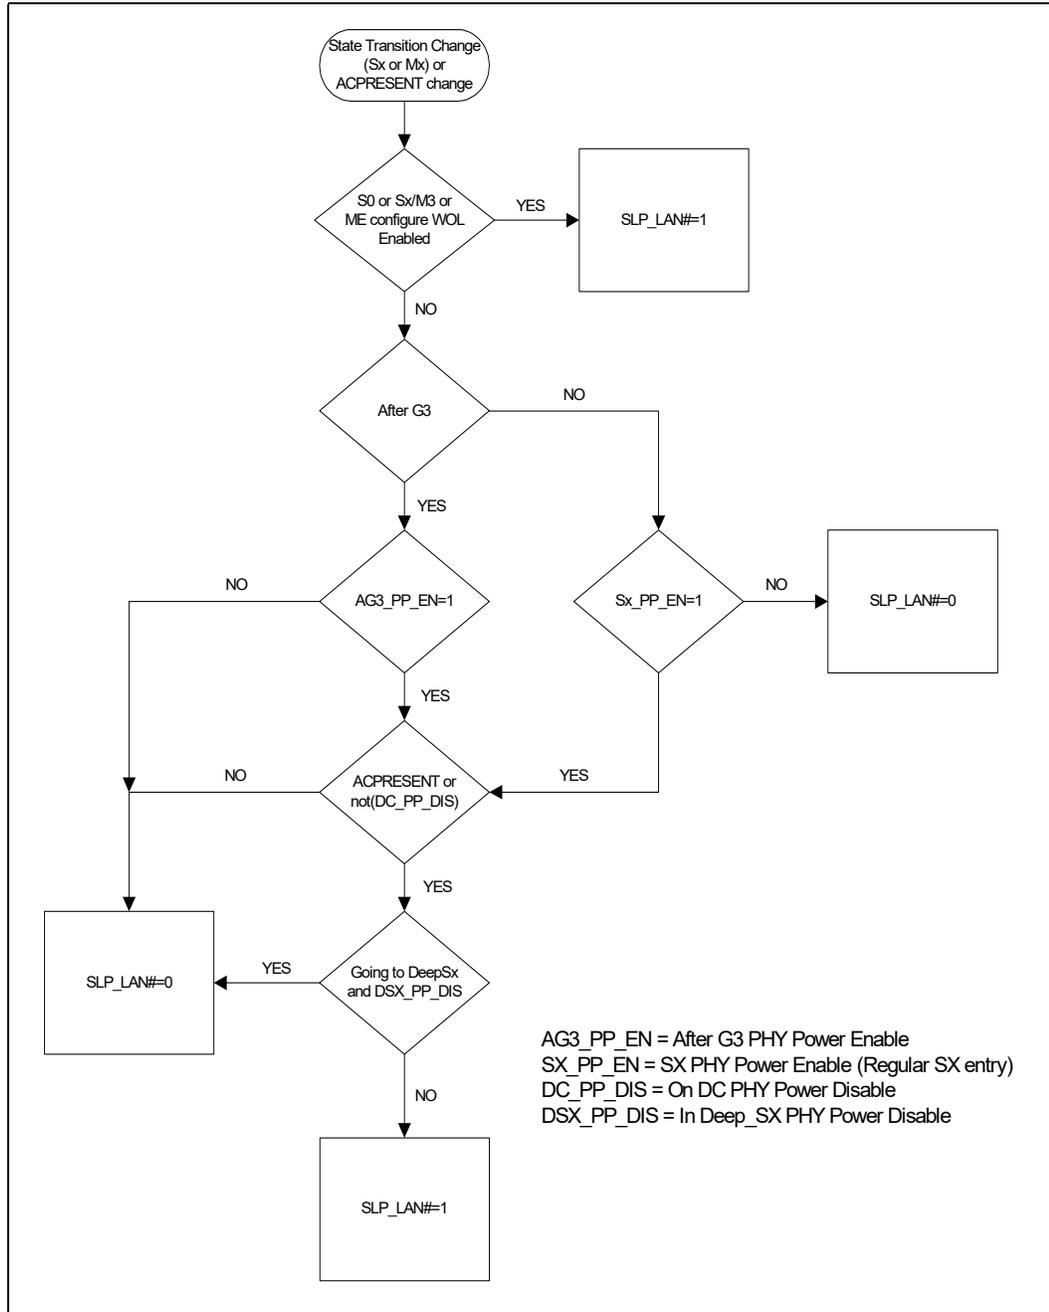 State Transition Change
(Sx or Mx) or
ACPRESENT change
S0 or Sx/M3 or
ME configure WOL
Enabled
YES
SLP_LAN#=1
NO
After G3
NO
YES
NO
AG3_PP_EN=1
Sx_PP_EN=1
NO
SLP_LAN#=0
YES
NO
ACPRESENT or
not(DC_PP_DIS)
YES
YES
SLP_LAN#=0
YES
Going to DeepSx
and DSX_PP_DIS
AG3_PP_EN = After G3 PHY Power Enable
SX_PP_EN = SX PHY Power Enable (Regular SX entry)
DC_PP_DIS = On DC PHY Power Disable
DSX_PP_DIS = In Deep_SX PHY Power Disable
NO
SLP_LAN#=1